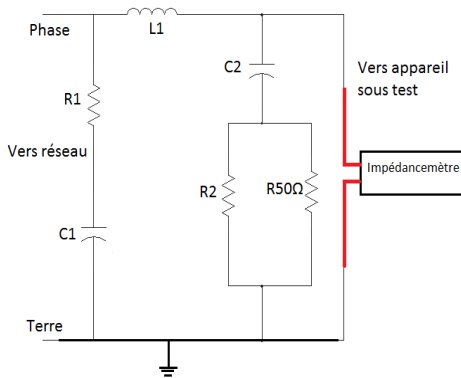 Phase
L1
C2
Vers appareil
sous test
R1
Vers réseau
Impédancemètre
R2
R50Ω
C1
Terre